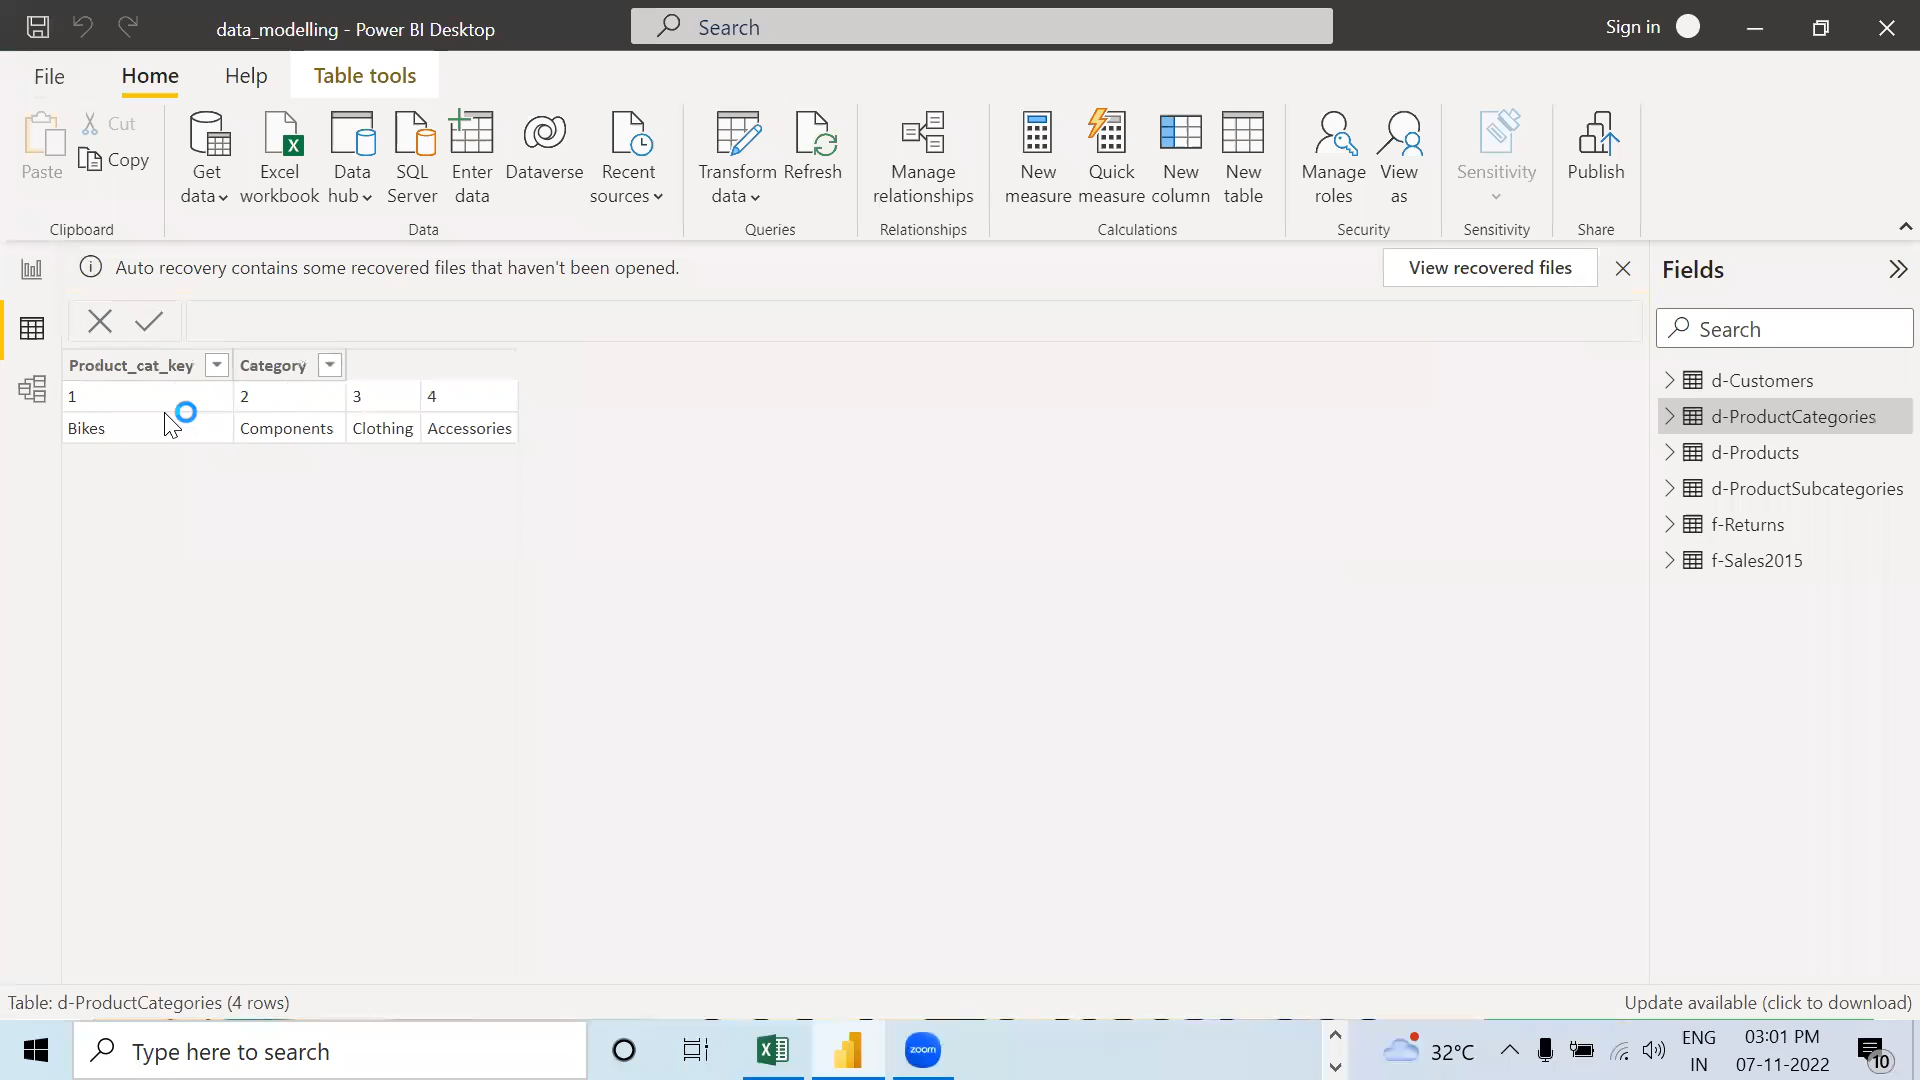 data_modelling - Power BI Desktop
Search
Sign in
File
Home
Help
Table tools
Paste
Cut
Copy
Clipboard
Get data
Excel workbook
Data hub
SQL Server
Enter data
Dataverse
Recent sources
Data
Transform data
Refresh
Queries
Manage relationships
Relationships
New measure
Quick measure
New column
New table
Calculations
Manage roles
View as
Security
Sensitivity
Sensitivity
Publish
Share
Auto recovery contains some recovered files that haven't been opened.
View recovered files
Product_cat_key Category
1 2 3 4
Bikes Components Clothing Accessories
Fields
Search
d-Customers
d-ProductCategories
d-Products
d-ProductSubcategories
f-Returns
f-Sales2015
Table: d-ProductCategories (4 rows)
Update available (click to download)
Type here to search
zoom
32°C
ENG
IN
03:01 PM
07-11-2022
10